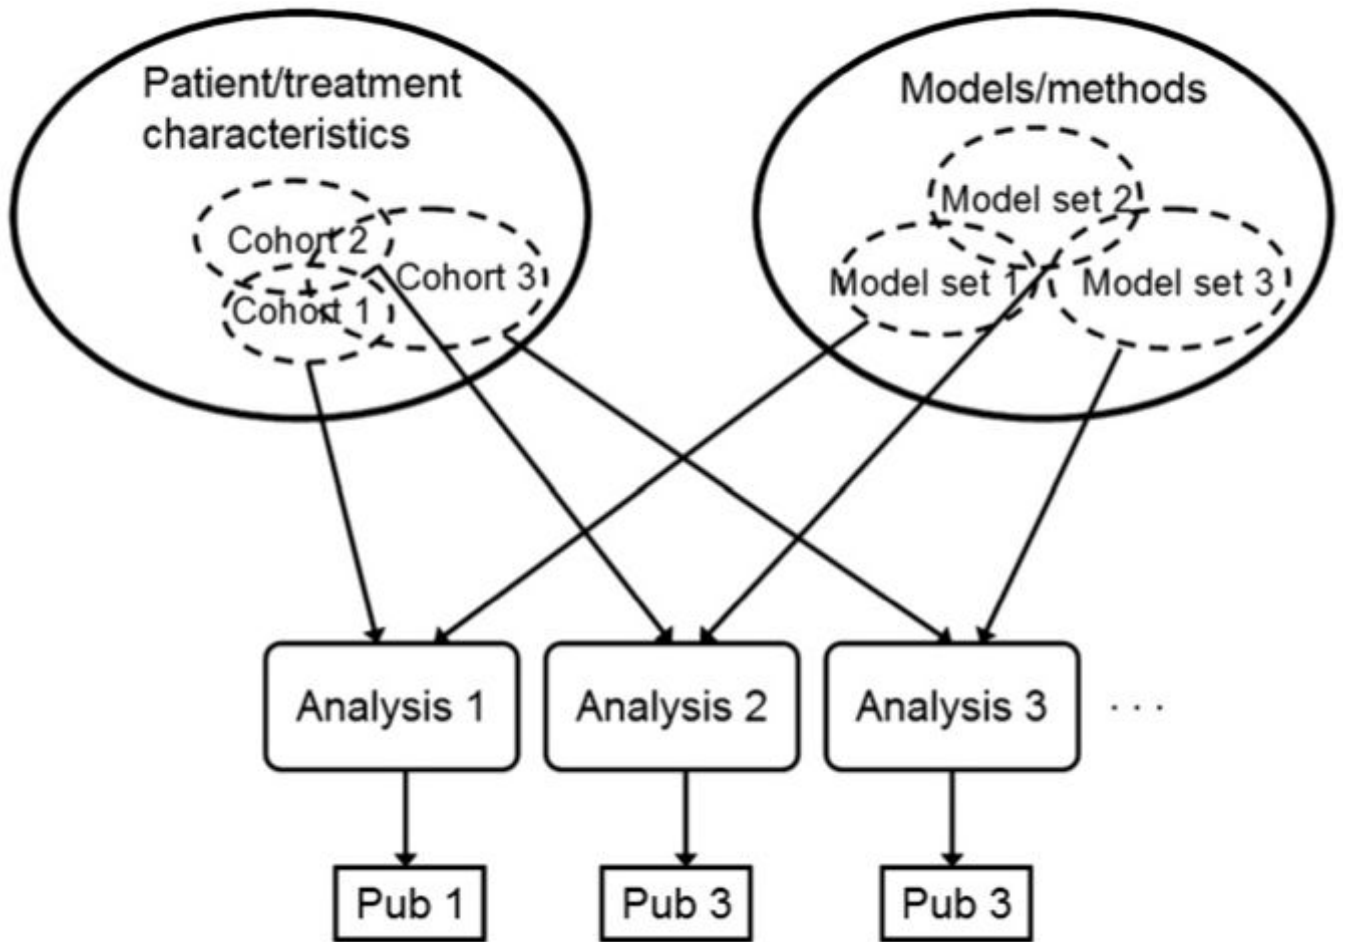 Patient/treatment
characteristics
Models/methods
Cohort 2
Cohort 3
Cohort 1
Model set 2
Model set 1
Model set 3
Analysis 1
Analysis 2
Analysis 3
. . .
Pub 1
Pub 3
Pub 3